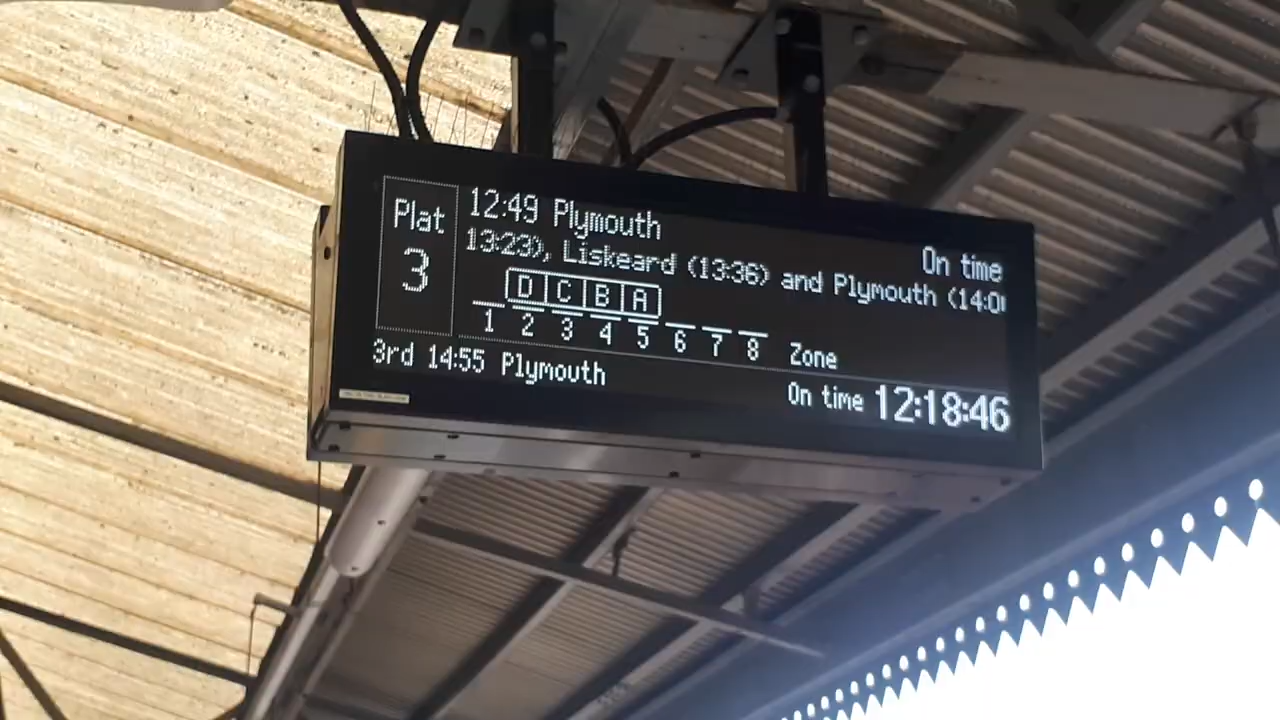 Plat
3
12:49 Plymouth
On time
13:23), Liskeard (13:36) and Plymouth (14:0
D C B A
1 2 3 4 5 6 7 8 Zone
3rd 14:55 Plymouth
On time 12:18:46